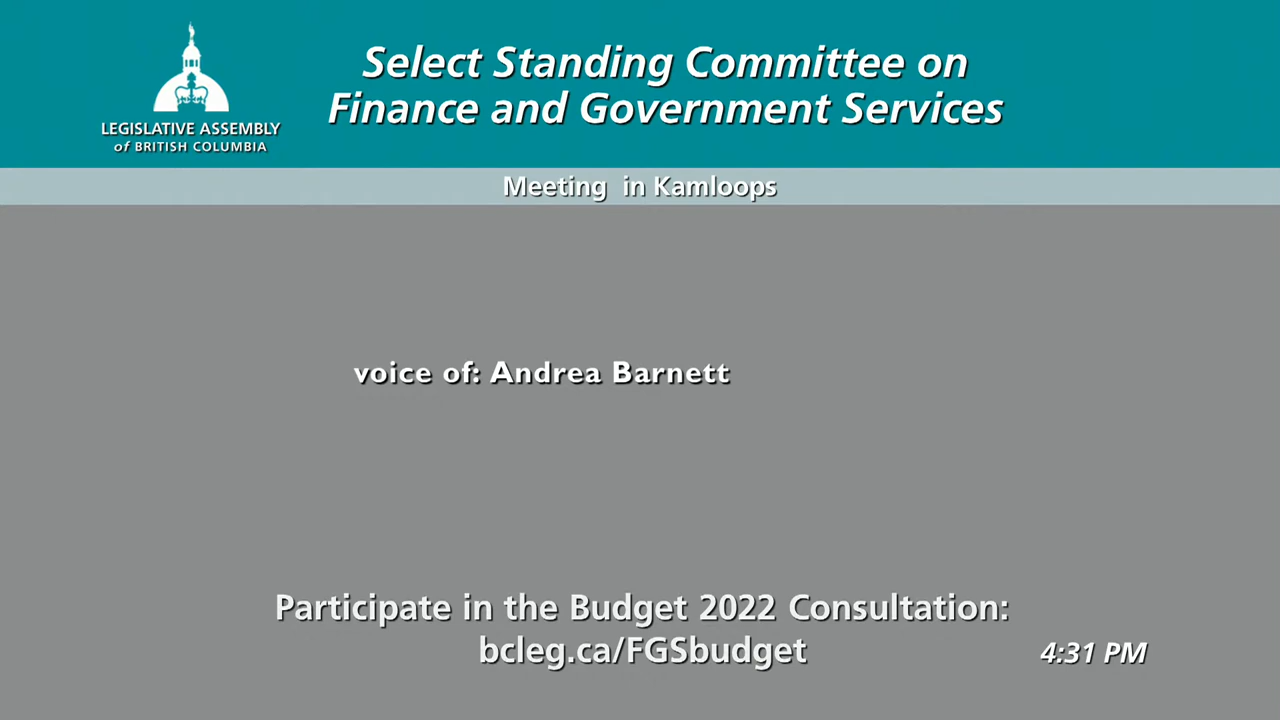 Select Standing Committee on
Finance and Government Services
LEGISLATIVE ASSEMBLY
of BRITISH COLUMBIA
Meeting in Kamloops
voice of: Andrea Barnett
Participate in the Budget 2022 Consultation:
bcleg.ca/FGSbudget
4:31 PM